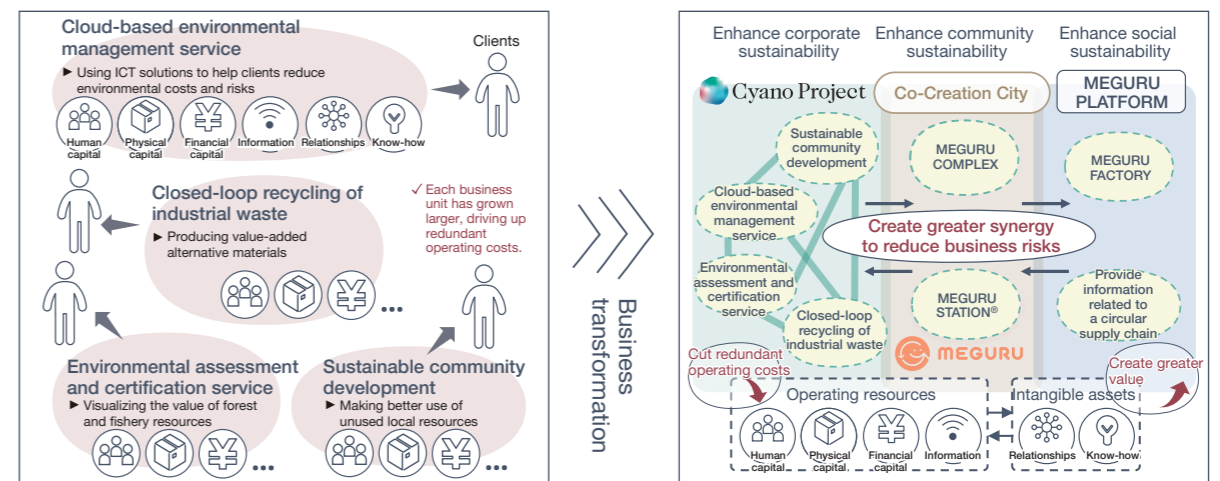 Cloud-based environmental
management service
► Using ICT solutions to help clients reduce
environmental costs and risks
Human
capital
Physical
capital
Financial
capital
Information
Relationships
Know-how
Clients
Closed-loop recycling of
industrial waste
► Producing value-added
alternative materials
...
✓ Each business
unit has grown
larger, driving up
redundant
operating costs.
Environmental assessment
and certification service
► Visualizing the value of forest
and fishery resources
...
Sustainable community
development
► Making better use of
unused local resources
...
Business
transformation
Enhance corporate
sustainability
Enhance community
sustainability
Enhance social
sustainability
Cyano Project
Co-Creation City
MEGURU
PLATFORM
Sustainable
community
development
Cloud-based
environmental
management
service
Environmental
assessment and
certification
service
Closed-loop
recycling of
industrial waste
MEGURU
COMPLEX
MEGURU
FACTORY
Create greater synergy
to reduce business risks
MEGURU
STATION®
Provide
information
related to
a circular
supply chain
MEGURU
Cut redundant
operating costs
Create greater
value
Operating resources
Human
capital
Physical
capital
Financial
capital
Information
Intangible assets
Relationships
Know-how